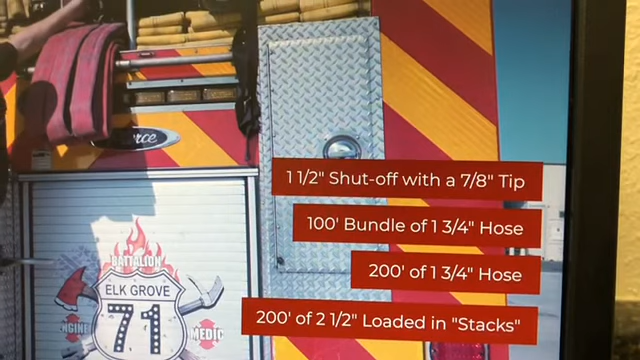 1 1/2" Shut-off with a 7/8" Tip
100' Bundle of 1 3/4" Hose
200' of 1 3/4" Hose
200' of 2 1/2" Loaded in "Stacks"
BATTALION
ELK GROVE
71
ENGINE
MEDIC